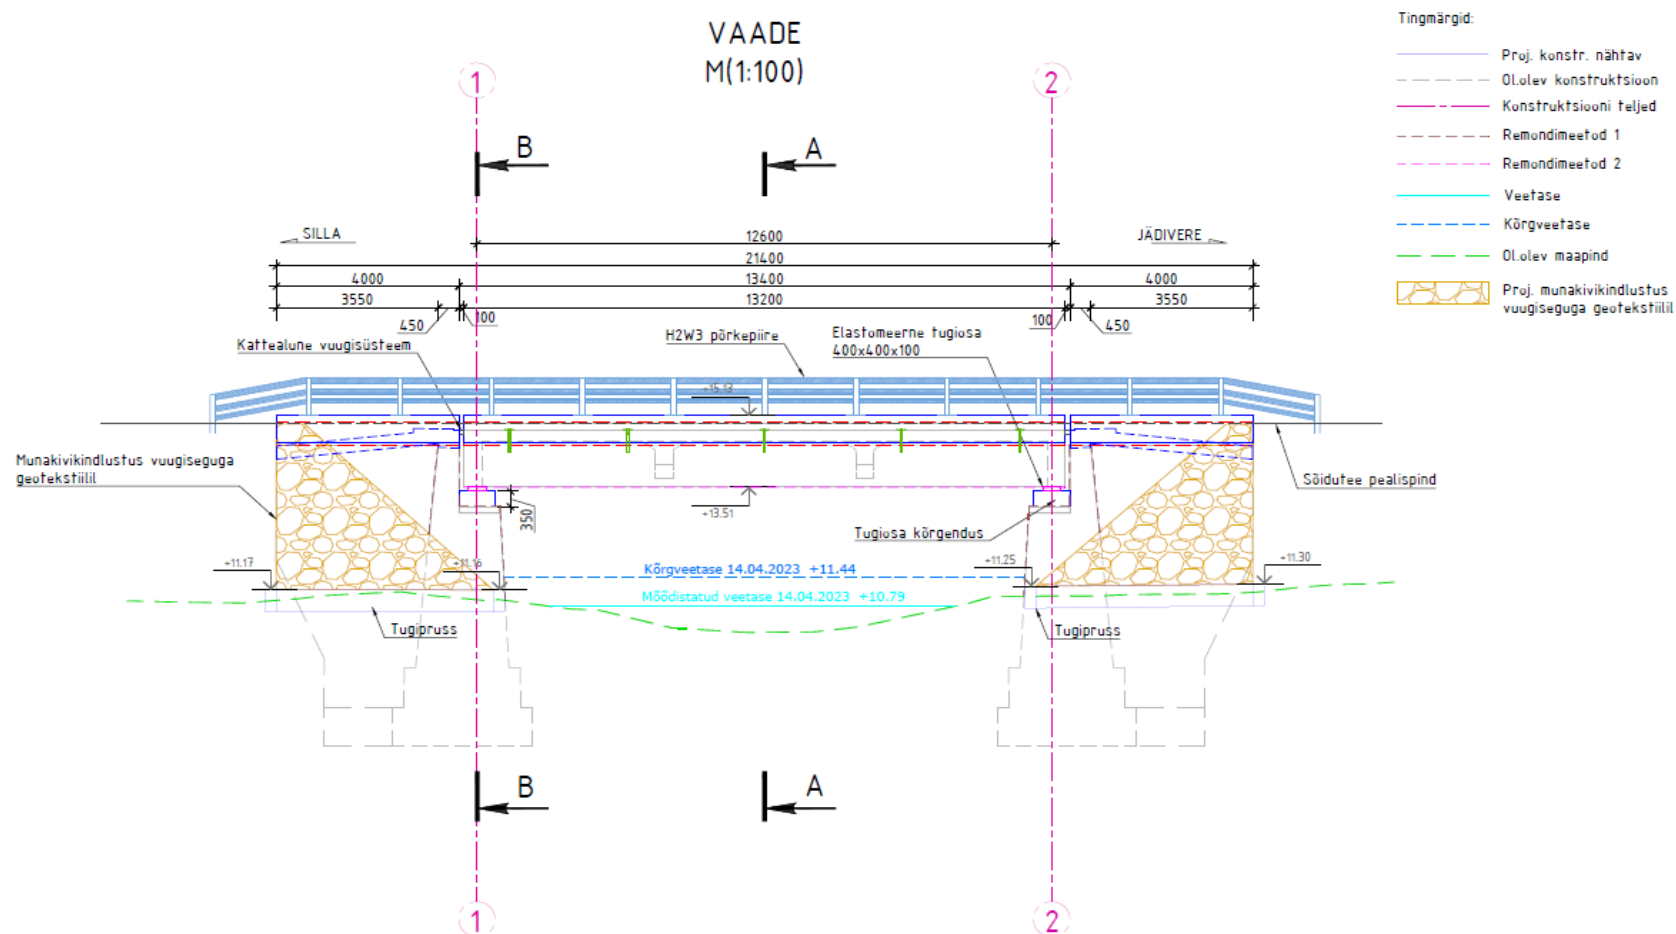 VAADE
M(1:100)
Tingmärgid:
Proj. konstr. nähtav
Ol.olev konstruktsioon
Konstruktsiooni teljed
Remondimeetod 1
Remondimeetod 2
Veetase
Kõrgveetase
Ol.olev maapind
Proj. munakivikindlustus
vuugiseguga geotekstiilil
1
2
B
A
SILLA
12600
JÄDIVERE
21400
4000
13400
4000
3550
13200
3550
450
100
100
450
Kattealune vuugisüsteem
H2W3 põrkepiire
Elastomeerne tugiosa
400x400x100
+15.13
Munakivikindlustus vuugiseguga
geotekstiilil
Sõidutee pealispind
350
+13.51
Tugiosa kõrgendus
+11.17
+11.16
Kõrgveetase 14.04.2023 +11.44
+11.25
+11.30
Mõõdistatud veetase 14.04.2023 +10.79
Tugipruss
Tugipruss
B
A
1
2